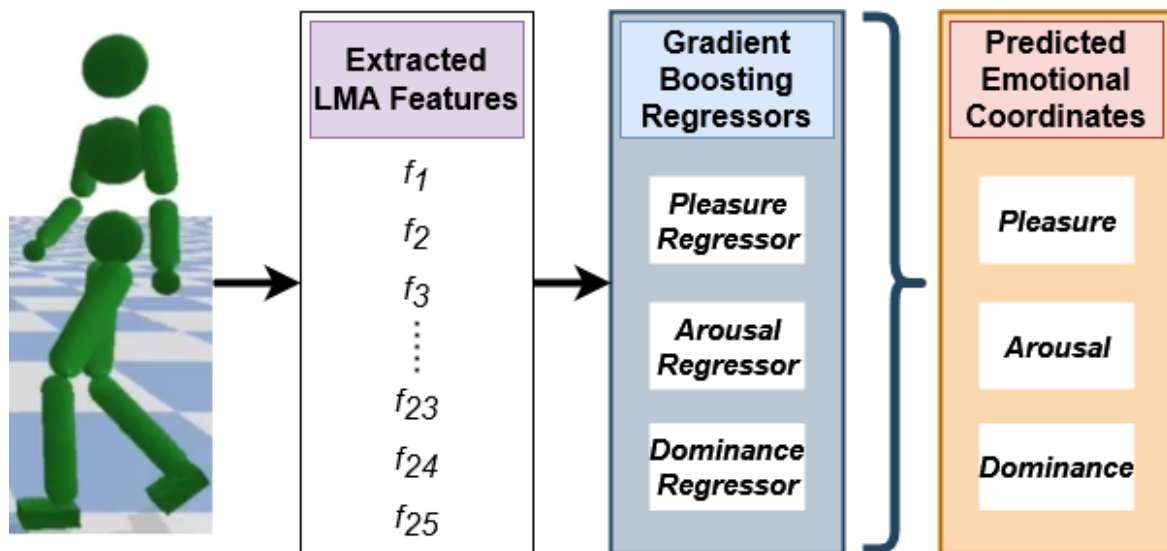 Extracted
LMA Features
f1
f2
f3
f23
f24
f25
Gradient
Boosting
Regressors
Pleasure
Regressor
Arousal
Regressor
Dominance
Regressor
Predicted
Emotional
Coordinates
Pleasure
Arousal
Dominance